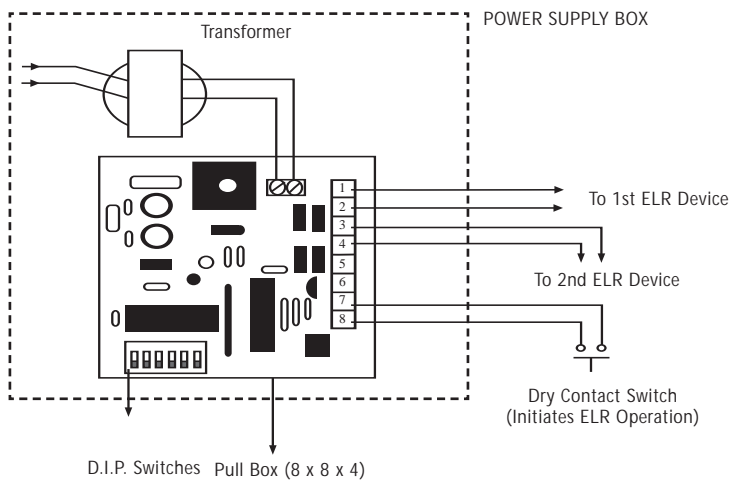 POWER SUPPLY BOX
Transformer
1
2
3
4
5
6
7
8
To 1st ELR Device
To 2nd ELR Device
Dry Contact Switch
(Initiates ELR Operation)
D.I.P. Switches
Pull Box (8 x 8 x 4)